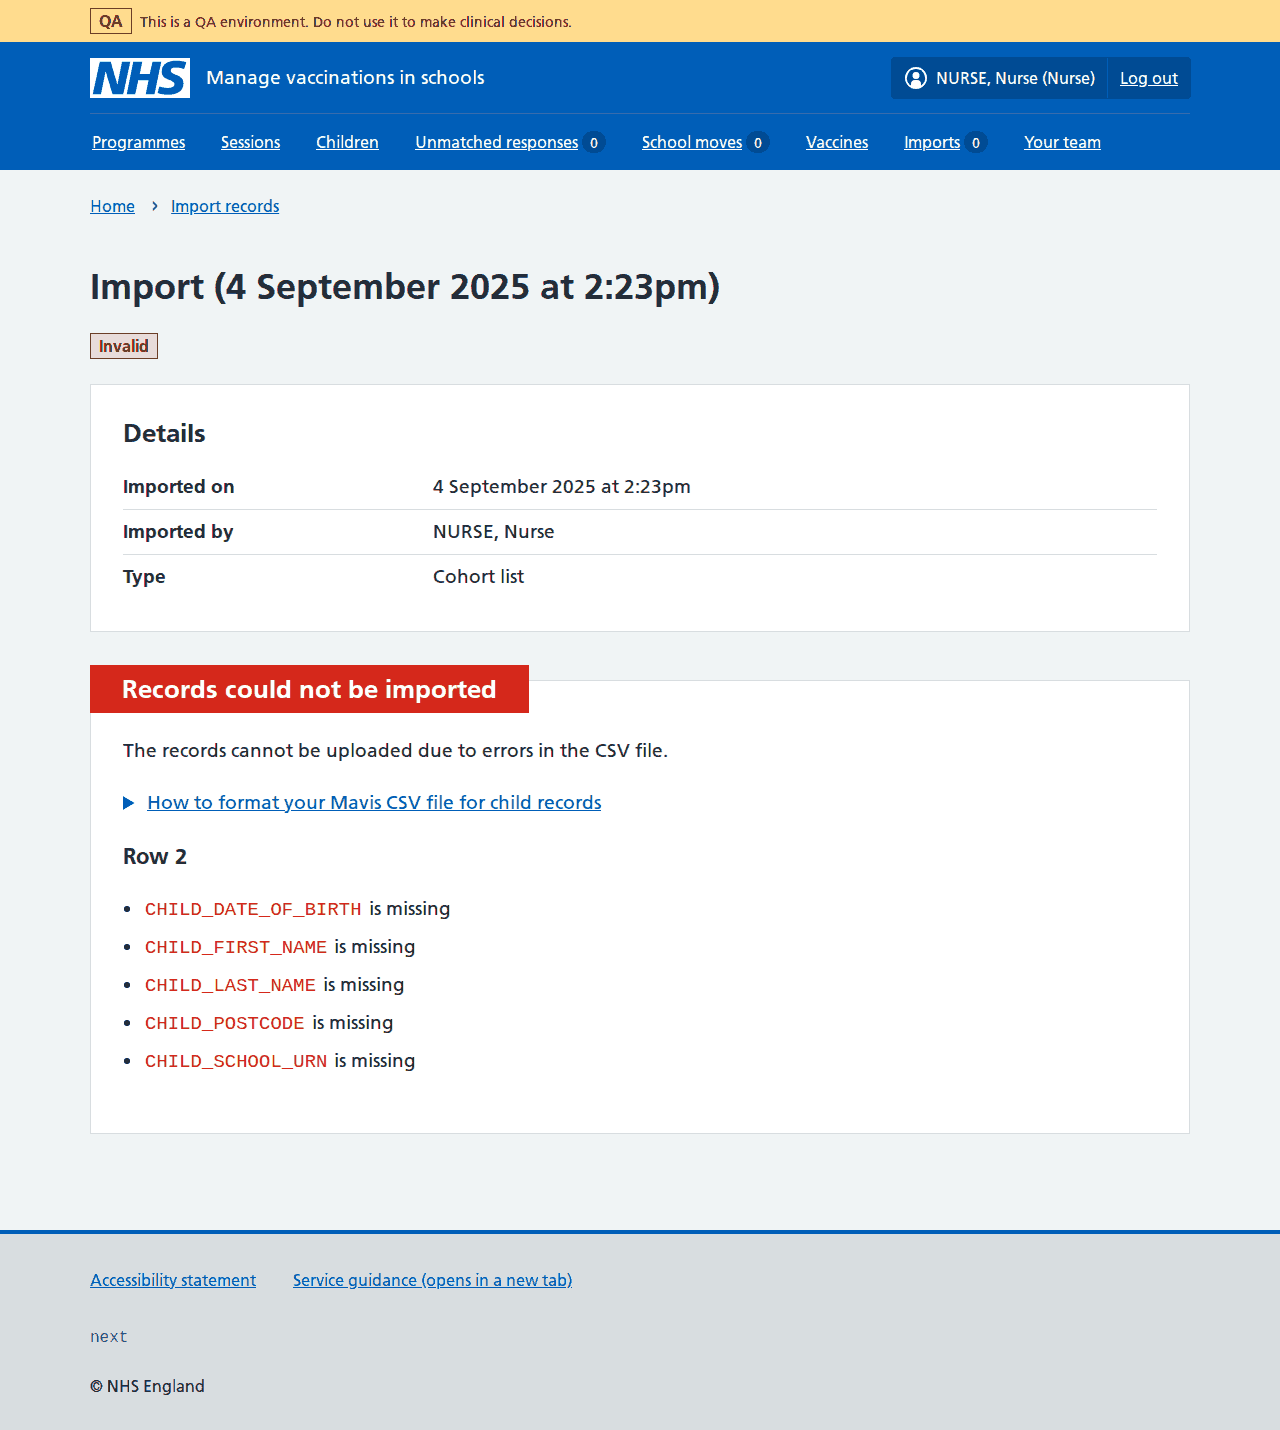 QA This is a QA environment. Do not use it to make clinical decisions.
NHS Manage vaccinations in schools NURSE, Nurse (Nurse) Log out
Programmes Sessions Children Unmatched responses 0 School moves 0 Vaccines Imports 0 Your team
Home Import records
Import (4 September 2025 at 2:23pm)
Invalid
Details
Imported on 4 September 2025 at 2:23pm
Imported by NURSE, Nurse
Type Cohort list
Records could not be imported
The records cannot be uploaded due to errors in the CSV file.
How to format your Mavis CSV file for child records
Row 2
CHILD_DATE_OF_BIRTH is missing
CHILD_FIRST_NAME is missing
CHILD_LAST_NAME is missing
CHILD_POSTCODE is missing
CHILD_SCHOOL_URN is missing
Accessibility statement Service guidance (opens in a new tab)
next
© NHS England